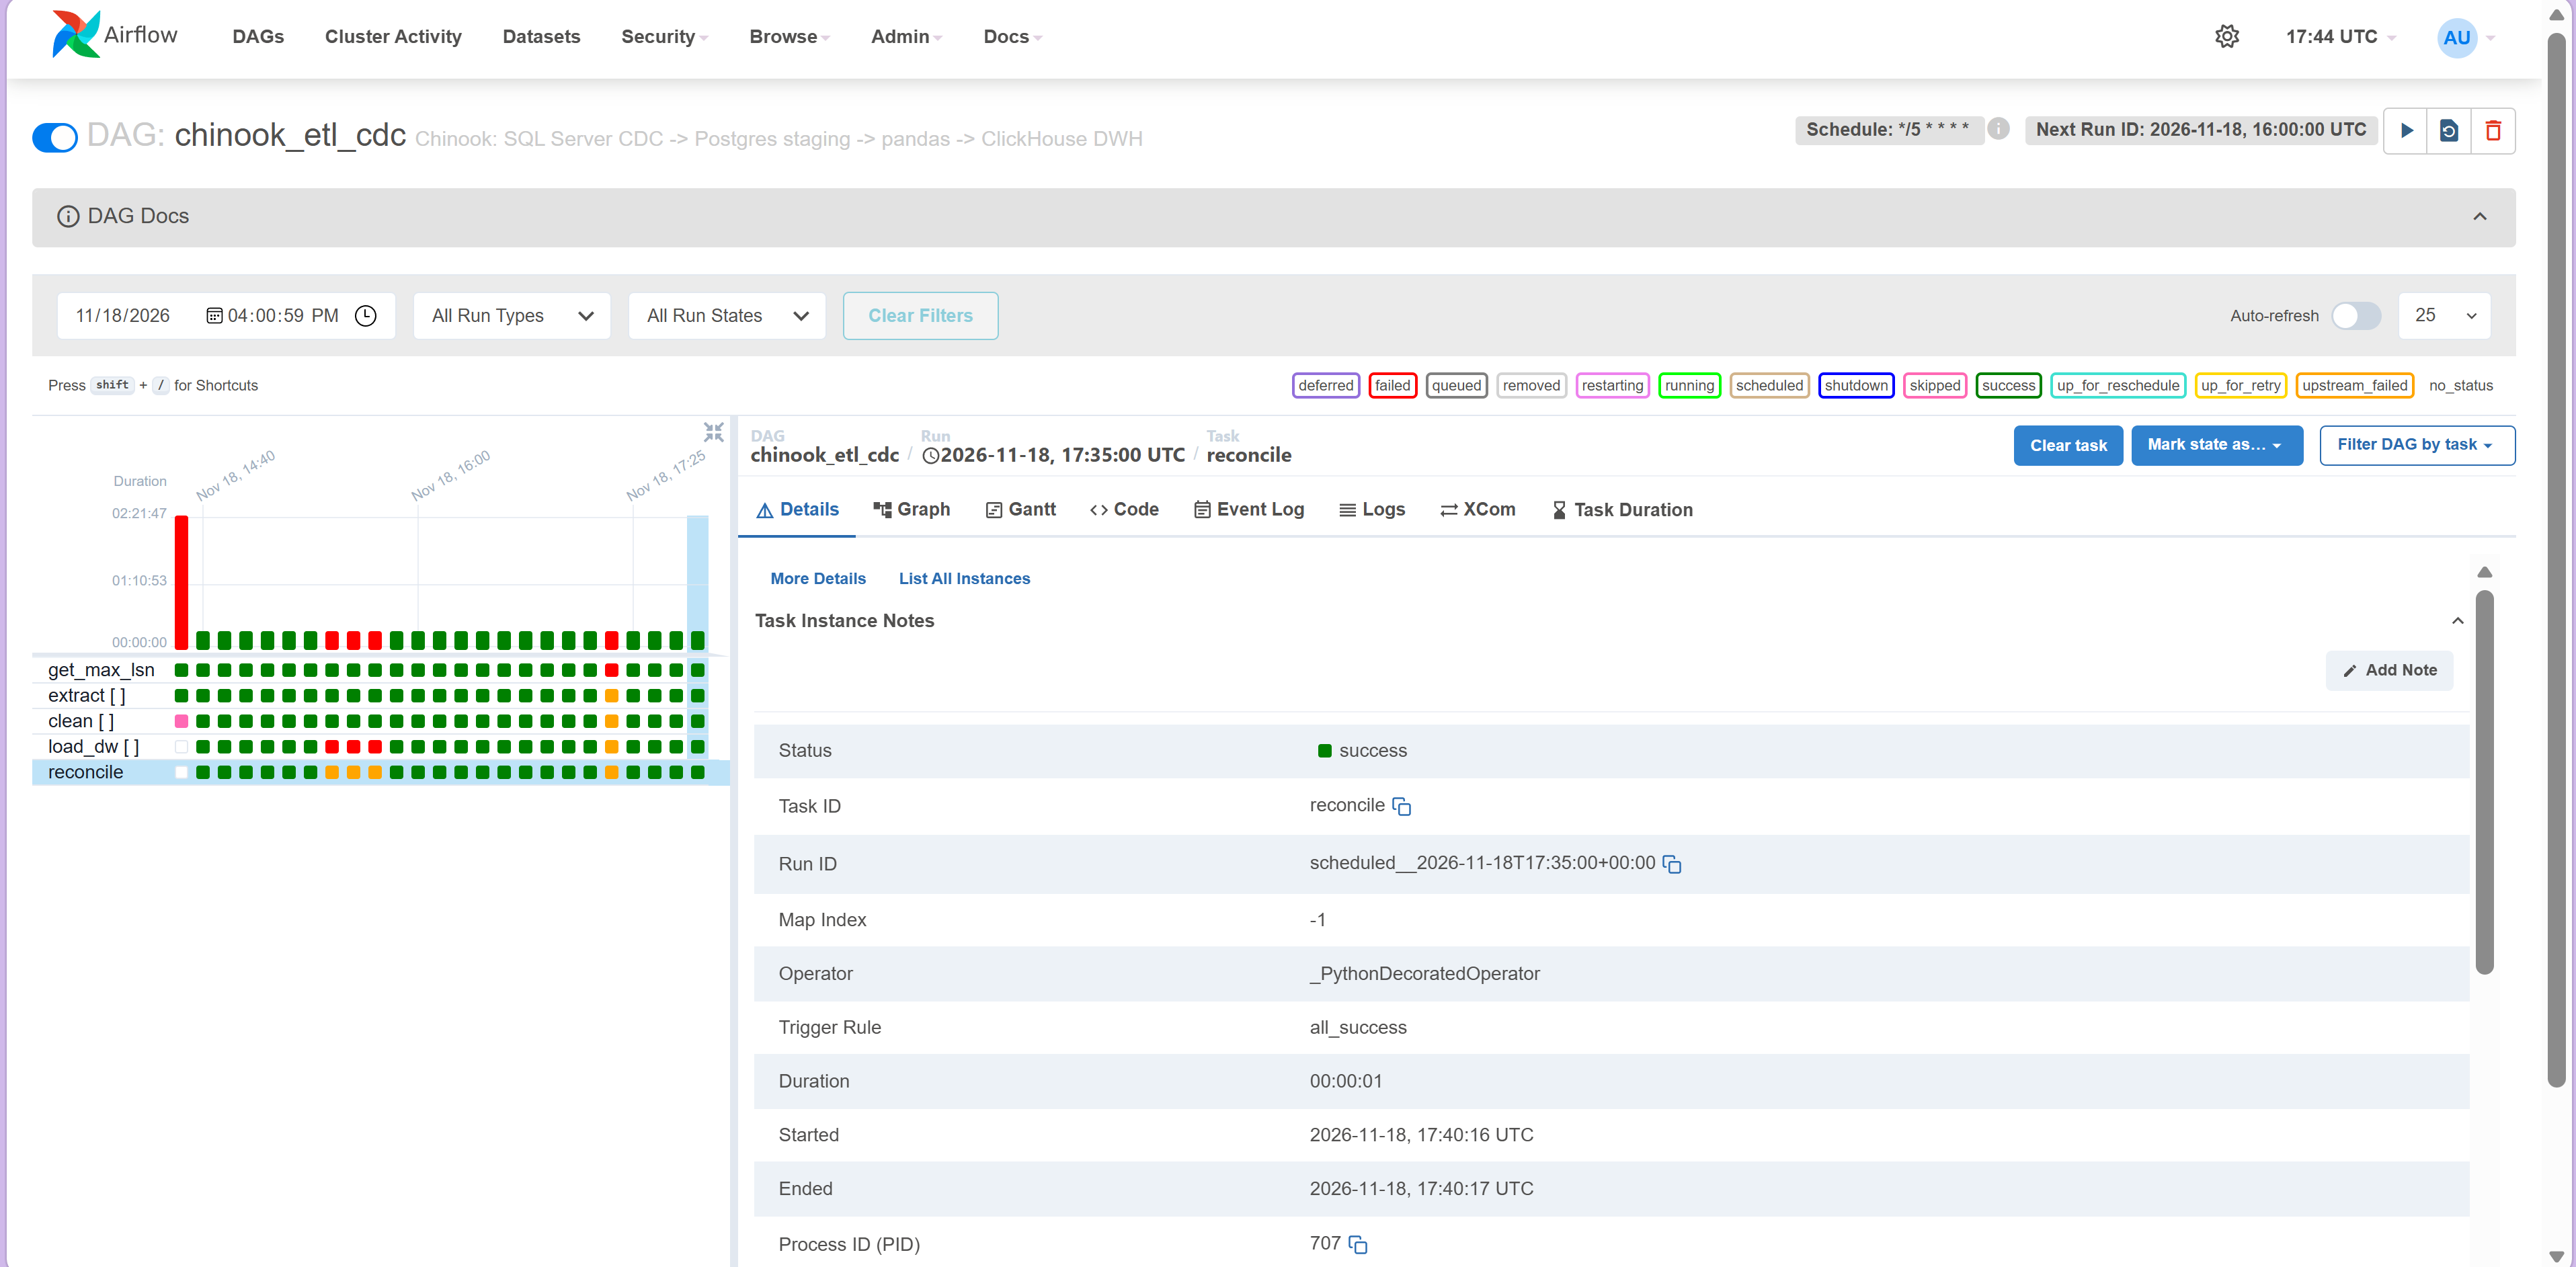 Airflow DAGs Cluster Activity Datasets Security Browse Admin Docs 17:44 UTC AU
DAG: chinook_etl_cdc Chinook: SQL Server CDC -> Postgres staging -> pandas -> ClickHouse DWH Schedule: */5 * * * * Next Run ID: 2026-11-18, 16:00:00 UTC
DAG Docs
11/18/2026 04:00:59 PM All Run Types All Run States Clear Filters Auto-refresh 25
Press shift + / for Shortcuts deferred failed queued removed restarting running scheduled shutdown skipped success up_for_reschedule up_for_retry upstream_failed no_status
Duration
Nov 18, 14:40 Nov 18, 16:00 Nov 18, 17:25
02:21:47
01:10:53
00:00:00
get_max_lsn
extract [ ]
clean [ ]
load_dw [ ]
reconcile
DAG Run Task
chinook_etl_cdc / 2026-11-18, 17:35:00 UTC / reconcile
Clear task Mark state as... Filter DAG by task
Details Graph Gantt Code Event Log Logs XCom Task Duration
More Details List All Instances
Task Instance Notes
Add Note
Status success
Task ID reconcile
Run ID scheduled__2026-11-18T17:35:00+00:00
Map Index -1
Operator _PythonDecoratedOperator
Trigger Rule all_success
Duration 00:00:01
Started 2026-11-18, 17:40:16 UTC
Ended 2026-11-18, 17:40:17 UTC
Process ID (PID) 707